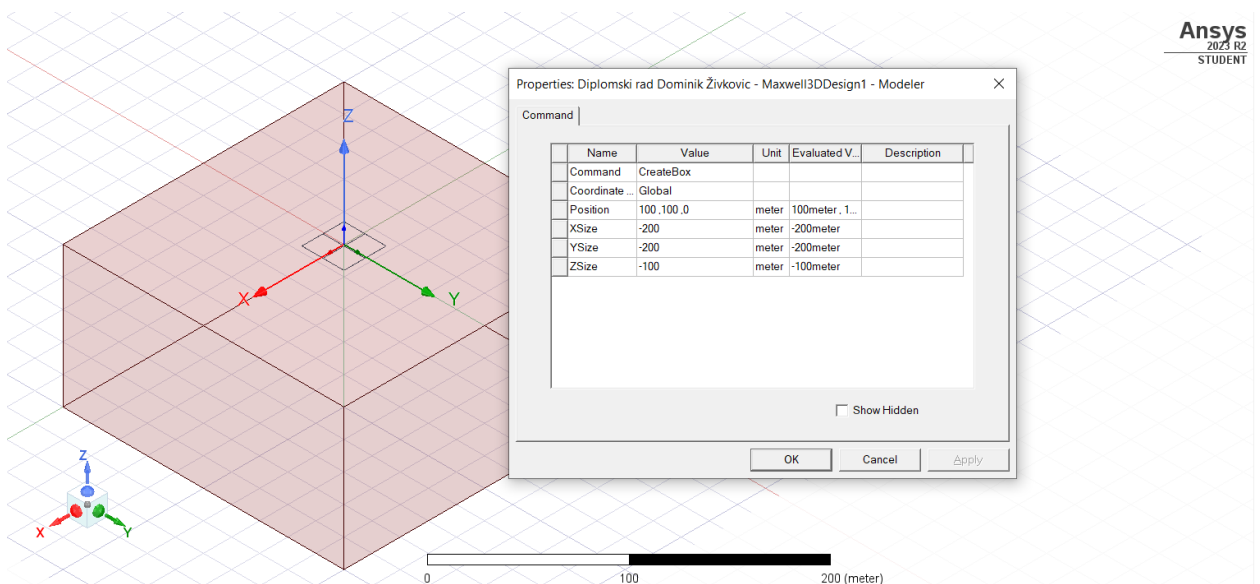 Ansys
2023 R2
STUDENT
Properties: Diplomski rad Dominik Živkovic - Maxwell3DDesign1 - Modeler
Command
Name Value Unit Evaluated V... Description
Command CreateBox
Coordinate ... Global
Position 100 ,100 ,0 meter 100meter , 1...
XSize -200 meter -200meter
YSize -200 meter -200meter
ZSize -100 meter -100meter
Show Hidden
OK Cancel Apply
Z
X Y
Z
X Y
0 100 200 (meter)